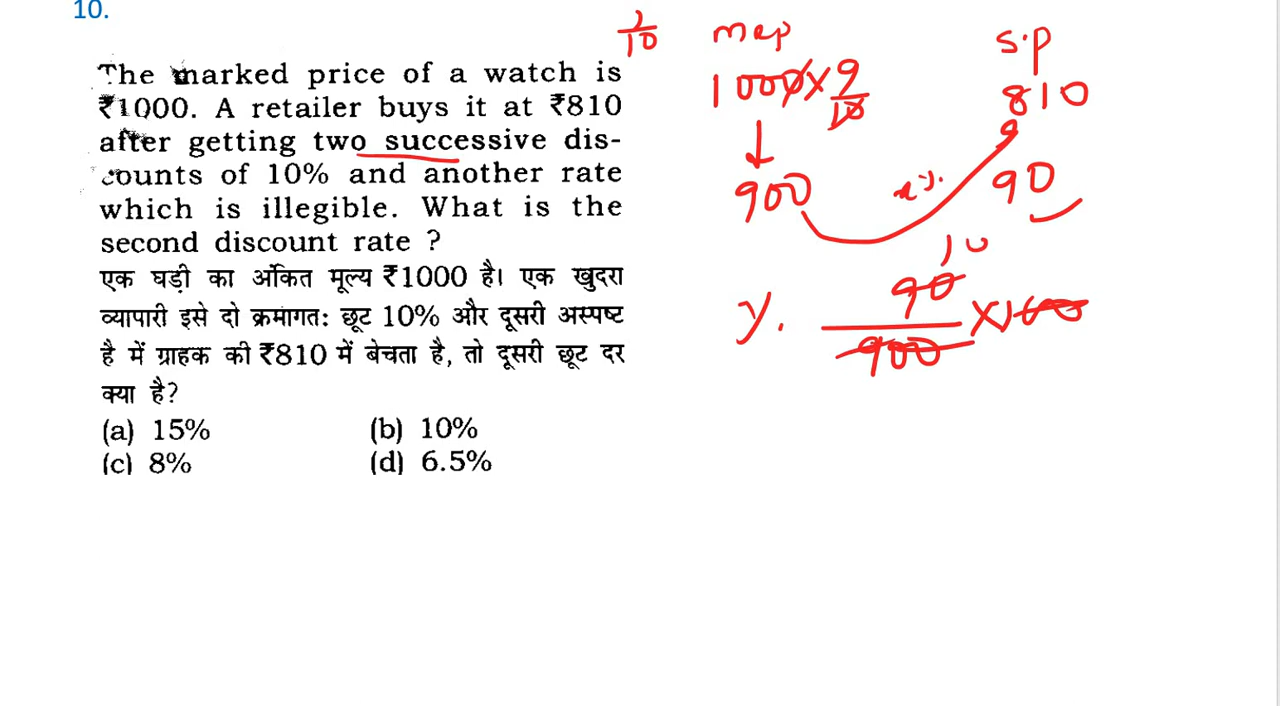 10.
The marked price of a watch is
₹1000. A retailer buys it at ₹810
after getting two successive dis-
counts of 10% and another rate
which is illegible. What is the
second discount rate ?
एक घड़ी का अंकित मूल्य ₹1000 है। एक खुदरा
व्यापारी इसे दो क्रमागत: छूट 10% और दूसरी अस्पष्ट
है में ग्राहक की ₹810 में बेचता है, तो दूसरी छूट दर
क्या है?
(a) 15% (b) 10%
(c) 8% (d) 6.5%
1/10
MRP S.P
1000 × 9/10 810
900 x%. 90
10
%. 90/900 × 100